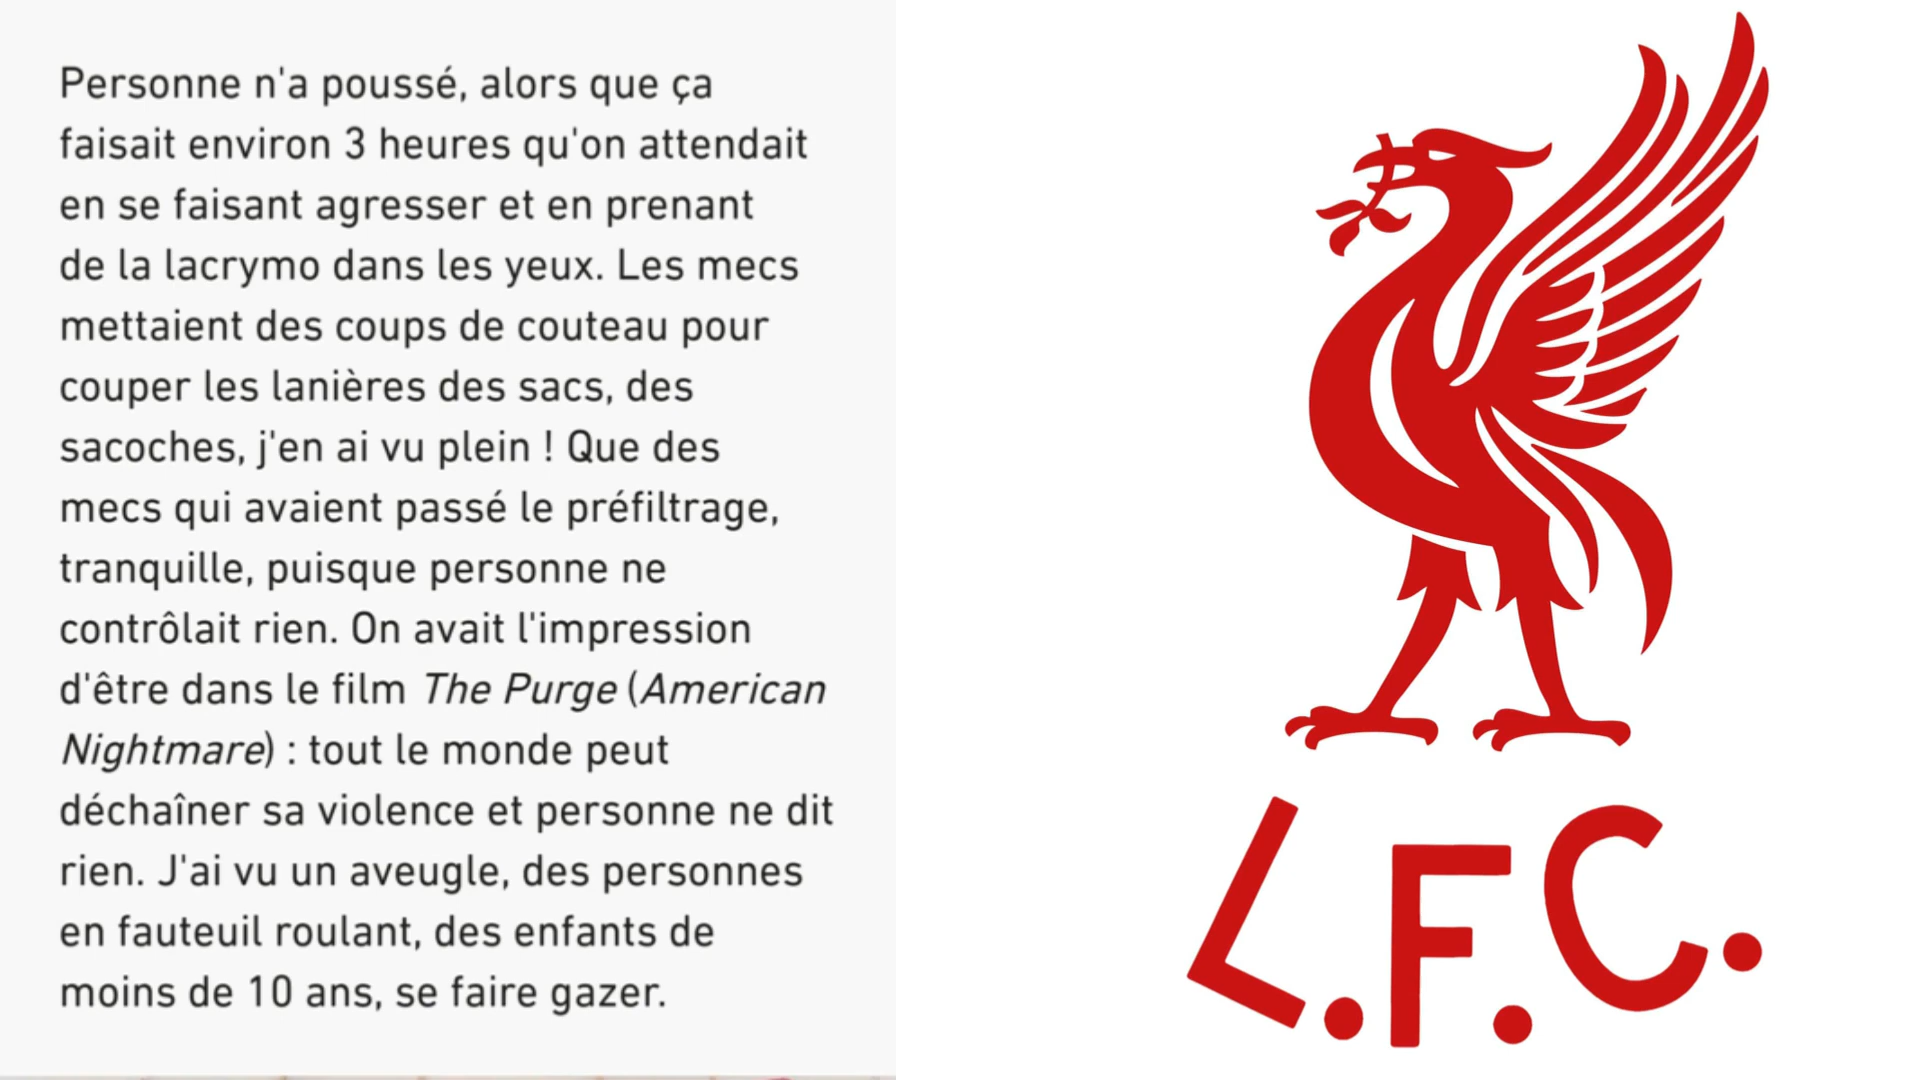 Personne n'a poussé, alors que ça
faisait environ 3 heures qu'on attendait
en se faisant agresser et en prenant
de la lacrymo dans les yeux. Les mecs
mettaient des coups de couteau pour
couper les lanières des sacs, des
sacoches, j'en ai vu plein ! Que des
mecs qui avaient passé le préfiltrage,
tranquille, puisque personne ne
contrôlait rien. On avait l'impression
d'être dans le film The Purge (American
Nightmare) : tout le monde peut
déchaîner sa violence et personne ne dit
rien. J'ai vu un aveugle, des personnes
en fauteuil roulant, des enfants de
moins de 10 ans, se faire gazer.
L.F.C.